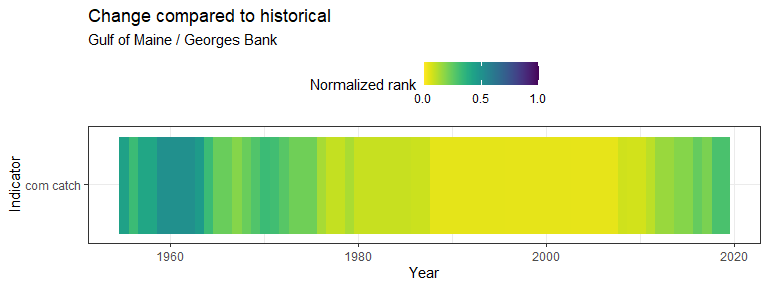 Change compared to historical
Gulf of Maine / Georges Bank
Normalized rank
0.0 0.5 1.0
Indicator
com catch
1960 1980 2000 2020
Year